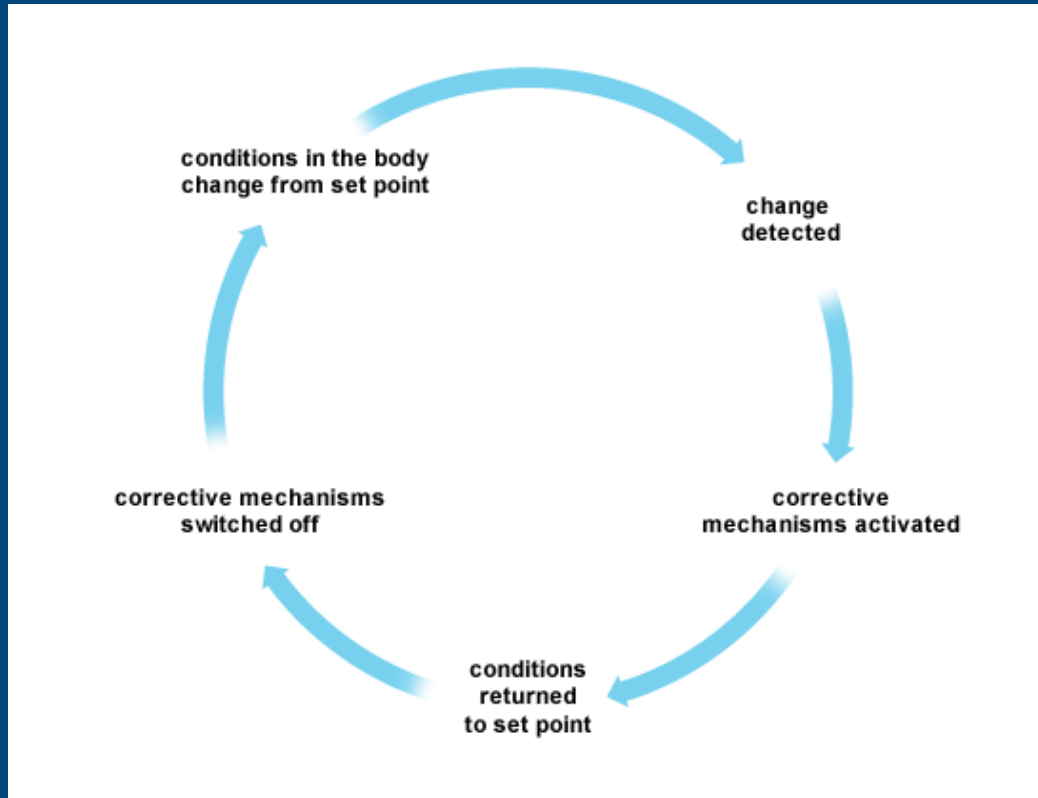 conditions in the body
change from set point
change
detected
corrective
mechanisms activated
conditions
returned
to set point
corrective mechanisms
switched off